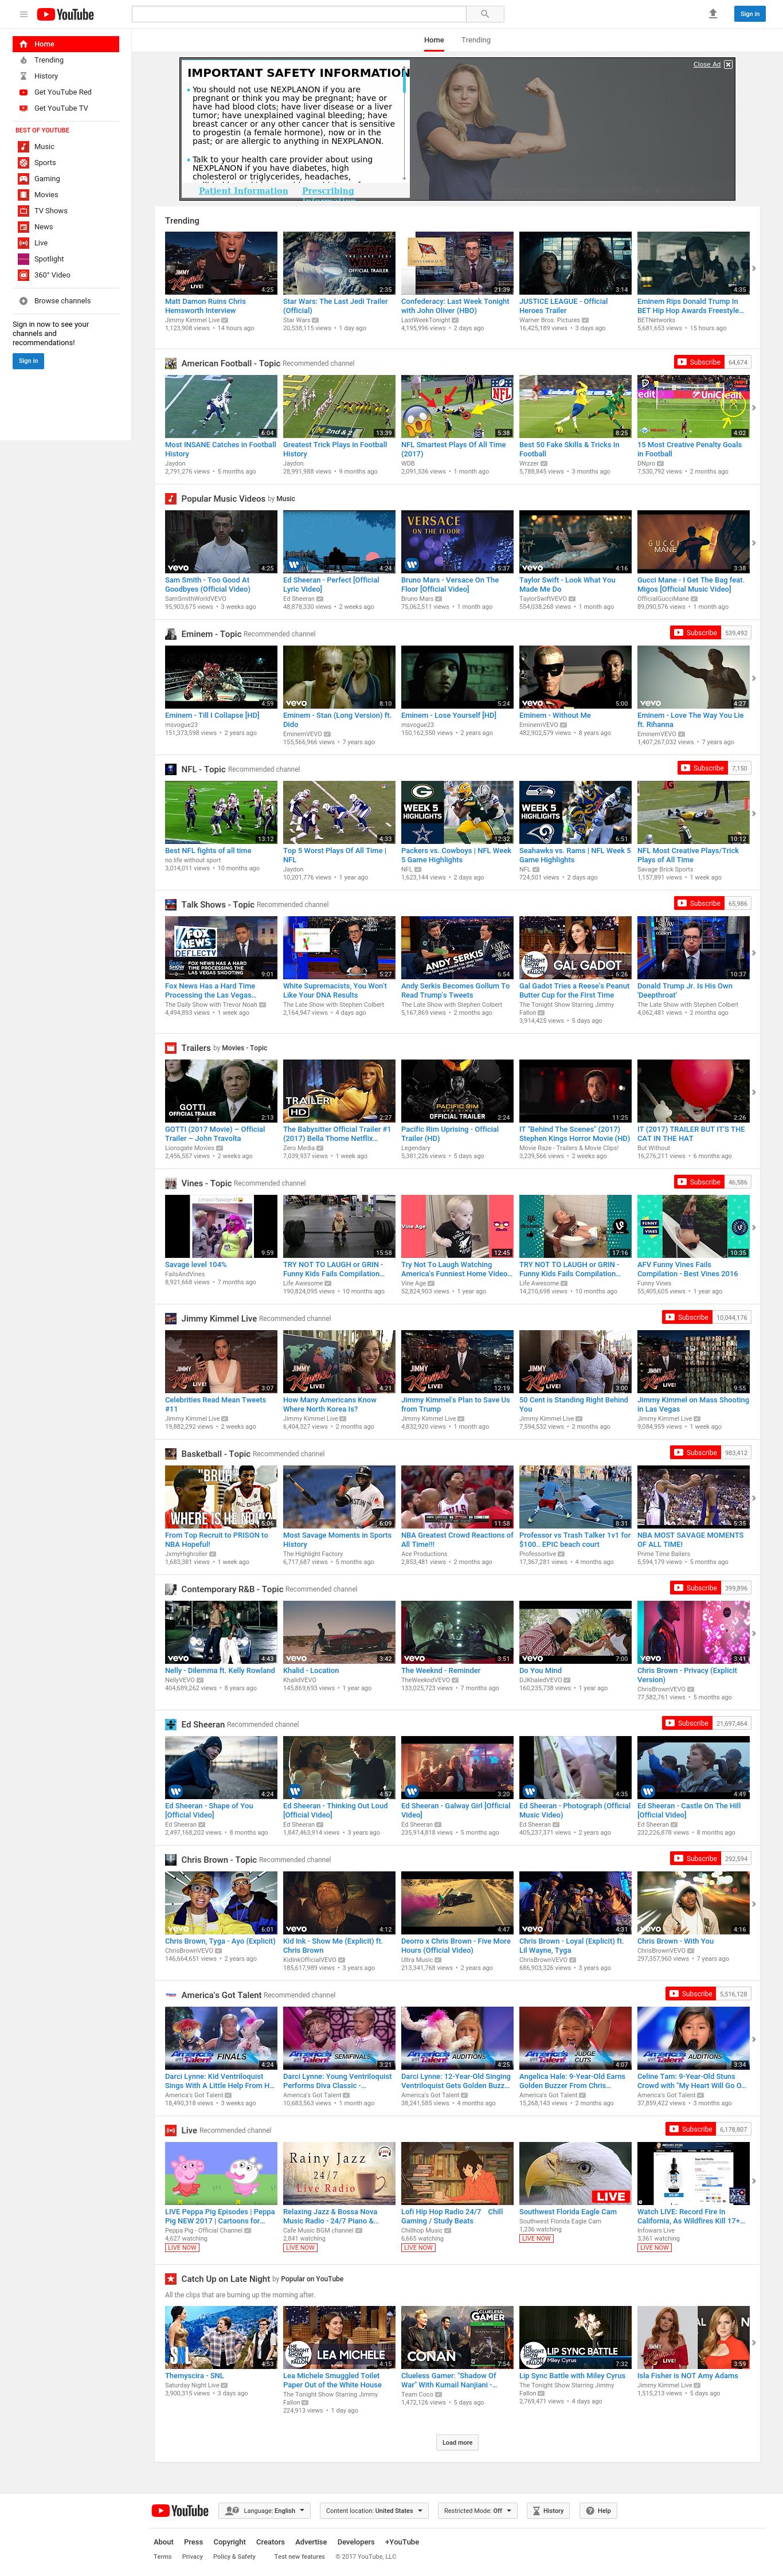 YouTube
Sign in
Home
Trending
History
Get YouTube Red
Get YouTube TV
BEST OF YOUTUBE
Music
Sports
Gaming
Movies
TV Shows
News
Live
Spotlight
360° Video
Browse channels
Sign in now to see your
channels and
recommendations!
Sign in
Home Trending
Close Ad
IMPORTANT SAFETY INFORMATION
• You should not use NEXPLANON if you are
pregnant or think you may be pregnant; have or
have had blood clots; have liver disease or a liver
tumor; have unexplained vaginal bleeding; have
breast cancer or any other cancer that is sensitive
to progestin (a female hormone), now or in the
past; or are allergic to anything in NEXPLANON.
• Talk to your health care provider about using
NEXPLANON if you have diabetes, high
cholesterol or triglycerides, headaches,
Patient Information Prescribing
Trending
Matt Damon Ruins Chris
Hemsworth Interview
Jimmy Kimmel Live
1,123,908 views • 14 hours ago
Star Wars: The Last Jedi Trailer
(Official)
Star Wars
20,538,115 views • 1 day ago
Confederacy: Last Week Tonight
with John Oliver (HBO)
LastWeekTonight
4,195,996 views • 2 days ago
JUSTICE LEAGUE - Official
Heroes Trailer
Warner Bros. Pictures
16,425,189 views • 3 days ago
Eminem Rips Donald Trump In
BET Hip Hop Awards Freestyle...
BETNetworks
5,681,653 views • 15 hours ago
American Football - Topic Recommended channel
Subscribe 64,674
Most INSANE Catches in Football
History
Jaydon
2,791,276 views • 5 months ago
Greatest Trick Plays in Football
History
Jaydon
28,991,988 views • 9 months ago
NFL Smartest Plays Of All Time
(2017)
WDB
2,091,536 views • 1 month ago
Best 50 Fake Skills & Tricks In
Football
Wrzzer
5,788,845 views • 3 months ago
15 Most Creative Penalty Goals
in Football
DNpro
7,530,792 views • 2 months ago
Popular Music Videos by Music
Sam Smith - Too Good At
Goodbyes (Official Video)
SamSmithWorldVEVO
95,903,675 views • 3 weeks ago
Ed Sheeran - Perfect [Official
Lyric Video]
Ed Sheeran
48,878,330 views • 2 weeks ago
Bruno Mars - Versace On The
Floor [Official Video]
Bruno Mars
75,062,511 views • 1 month ago
Taylor Swift - Look What You
Made Me Do
TaylorSwiftVEVO
554,038,268 views • 1 month ago
Gucci Mane - I Get The Bag feat.
Migos [Official Music Video]
OfficialGucciMane
89,090,576 views • 1 month ago
Eminem - Topic Recommended channel
Subscribe 539,492
Eminem - Till I Collapse [HD]
msvogue23
151,373,598 views • 2 years ago
Eminem - Stan (Long Version) ft.
Dido
EminemVEVO
155,566,966 views • 7 years ago
Eminem - Lose Yourself [HD]
msvogue23
150,162,550 views • 2 years ago
Eminem - Without Me
EminemVEVO
482,902,579 views • 8 years ago
Eminem - Love The Way You Lie
ft. Rihanna
EminemVEVO
1,407,267,032 views • 7 years ago
NFL - Topic Recommended channel
Subscribe 7,150
Best NFL fights of all time
no life without sport
3,014,011 views • 10 months ago
Top 5 Worst Plays Of All Time |
NFL
Jaydon
10,201,776 views • 1 year ago
Packers vs. Cowboys | NFL Week
5 Game Highlights
NFL
1,623,144 views • 2 days ago
Seahawks vs. Rams | NFL Week 5
Game Highlights
NFL
724,501 views • 2 days ago
NFL Most Creative Plays/Trick
Plays of All Time
Savage Brick Sports
1,157,891 views • 1 week ago
Talk Shows - Topic Recommended channel
Subscribe 65,986
Fox News Has a Hard Time
Processing the Las Vegas...
The Daily Show with Trevor Noah
4,494,893 views • 1 week ago
White Supremacists, You Won't
Like Your DNA Results
The Late Show with Stephen Colbert
2,164,947 views • 4 days ago
Andy Serkis Becomes Gollum To
Read Trump's Tweets
The Late Show with Stephen Colbert
5,167,869 views • 2 months ago
Gal Gadot Tries a Reese's Peanut
Butter Cup for the First Time
The Tonight Show Starring Jimmy
Fallon
3,914,425 views • 5 days ago
Donald Trump Jr. Is His Own
'Deepthroat'
The Late Show with Stephen Colbert
4,062,481 views • 2 months ago
Trailers by Movies - Topic
GOTTI (2017 Movie) – Official
Trailer – John Travolta
Lionsgate Movies
2,456,557 views • 2 weeks ago
The Babysitter Official Trailer #1
(2017) Bella Thorne Netflix...
Zero Media
7,039,937 views • 1 week ago
Pacific Rim Uprising - Official
Trailer (HD)
Legendary
5,381,226 views • 5 days ago
IT "Behind The Scenes" (2017)
Stephen Kings Horror Movie (HD)
Movie Raze - Trailers & Movie Clips!
3,239,566 views • 2 weeks ago
IT (2017) TRAILER BUT IT'S THE
CAT IN THE HAT
But Without
16,276,211 views • 6 months ago
Vines - Topic Recommended channel
Subscribe 46,586
Savage level 104%
FailsAndVines
8,921,668 views • 7 months ago
TRY NOT TO LAUGH or GRIN -
Funny Kids Fails Compilation...
Life Awesome
190,824,095 views • 10 months ago
Try Not To Laugh Watching
America's Funniest Home Video...
Vine Age
52,824,903 views • 1 year ago
TRY NOT TO LAUGH or GRIN -
Funny Kids Fails Compilation...
Life Awesome
14,210,698 views • 10 months ago
AFV Funny Vines Fails
Compilation - Best Vines 2016
Funny Vines
55,405,605 views • 1 year ago
Jimmy Kimmel Live Recommended channel
Subscribe 10,044,176
Celebrities Read Mean Tweets
#11
Jimmy Kimmel Live
19,882,292 views • 2 weeks ago
How Many Americans Know
Where North Korea Is?
Jimmy Kimmel Live
6,404,327 views • 2 months ago
Jimmy Kimmel's Plan to Save Us
from Trump
Jimmy Kimmel Live
4,832,920 views • 1 month ago
50 Cent is Standing Right Behind
You
Jimmy Kimmel Live
7,594,532 views • 2 months ago
Jimmy Kimmel on Mass Shooting
in Las Vegas
Jimmy Kimmel Live
9,084,959 views • 1 week ago
Basketball - Topic Recommended channel
Subscribe 983,412
From Top Recruit to PRISON to
NBA Hopeful!
JxmyHighroller
1,683,381 views • 1 week ago
Most Savage Moments in Sports
History
The Highlight Factory
6,717,687 views • 5 months ago
NBA Greatest Crowd Reactions of
All Time!!!
Ace Productions
2,853,481 views • 2 months ago
Professor vs Trash Talker 1v1 for
$100.. EPIC beach court
Professorlive
17,367,281 views • 4 months ago
NBA MOST SAVAGE MOMENTS
OF ALL TIME!
Prime Time Ballers
5,594,179 views • 5 months ago
Contemporary R&B - Topic Recommended channel
Subscribe 399,896
Nelly - Dilemma ft. Kelly Rowland
NellyVEVO
404,689,262 views • 8 years ago
Khalid - Location
KhalidVEVO
145,869,693 views • 1 year ago
The Weeknd - Reminder
TheWeekndVEVO
133,025,723 views • 7 months ago
Do You Mind
DJKhaledVEVO
160,235,738 views • 1 year ago
Chris Brown - Privacy (Explicit
Version)
ChrisBrownVEVO
77,582,761 views • 5 months ago
Ed Sheeran Recommended channel
Subscribe 21,697,464
Ed Sheeran - Shape of You
[Official Video]
Ed Sheeran
2,497,168,202 views • 8 months ago
Ed Sheeran - Thinking Out Loud
[Official Video]
Ed Sheeran
1,847,463,914 views • 3 years ago
Ed Sheeran - Galway Girl [Official
Video]
Ed Sheeran
235,914,818 views • 5 months ago
Ed Sheeran - Photograph (Official
Music Video)
Ed Sheeran
405,237,371 views • 2 years ago
Ed Sheeran - Castle On The Hill
[Official Video]
Ed Sheeran
232,226,878 views • 8 months ago
Chris Brown - Topic Recommended channel
Subscribe 292,594
Chris Brown, Tyga - Ayo (Explicit)
ChrisBrownVEVO
146,664,651 views • 2 years ago
Kid Ink - Show Me (Explicit) ft.
Chris Brown
KidInkOfficialVEVO
185,617,989 views • 3 years ago
Deorro x Chris Brown - Five More
Hours (Official Video)
Ultra Music
213,341,768 views • 2 years ago
Chris Brown - Loyal (Explicit) ft.
Lil Wayne, Tyga
ChrisBrownVEVO
686,903,326 views • 3 years ago
Chris Brown - With You
ChrisBrownVEVO
297,357,960 views • 7 years ago
America's Got Talent Recommended channel
Subscribe 5,516,128
Darci Lynne: Kid Ventriloquist
Sings With A Little Help From H...
America's Got Talent
18,490,318 views • 3 weeks ago
Darci Lynne: Young Ventriloquist
Performs Diva Classic -...
America's Got Talent
10,683,563 views • 1 month ago
Darci Lynne: 12-Year-Old Singing
Ventriloquist Gets Golden Buzz...
America's Got Talent
38,241,585 views • 4 months ago
Angelica Hale: 9-Year-Old Earns
Golden Buzzer From Chris...
America's Got Talent
15,268,143 views • 2 months ago
Celine Tam: 9-Year-Old Stuns
Crowd with "My Heart Will Go O...
America's Got Talent
37,859,422 views • 3 months ago
Live Recommended channel
Subscribe 6,178,807
LIVE Peppa Pig Episodes | Peppa
Pig NEW 2017 | Cartoons for...
Peppa Pig - Official Channel
4,627 watching
LIVE NOW
Relaxing Jazz & Bossa Nova
Music Radio - 24/7 Piano &...
Cafe Music BGM channel
2,841 watching
LIVE NOW
Lofi Hip Hop Radio 24/7 Chill
Gaming / Study Beats
Chillhop Music
6,665 watching
LIVE NOW
Southwest Florida Eagle Cam
Southwest Florida Eagle Cam
1,236 watching
LIVE NOW
Watch LIVE: Record Fire In
California, As Wildfires Kill 17+...
Infowars Live
3,361 watching
LIVE NOW
Catch Up on Late Night by Popular on YouTube
All the clips that are burning up the morning after.
Themyscira - SNL
Saturday Night Live
3,900,315 views • 3 days ago
Lea Michele Smuggled Toilet
Paper Out of the White House
The Tonight Show Starring Jimmy
Fallon
224,913 views • 1 day ago
Clueless Gamer: "Shadow Of
War" With Kumail Nanjiani -...
Team Coco
1,472,126 views • 5 days ago
Lip Sync Battle with Miley Cyrus
The Tonight Show Starring Jimmy
Fallon
2,769,471 views • 4 days ago
Isla Fisher is NOT Amy Adams
Jimmy Kimmel Live
1,515,213 views • 5 days ago
Load more
YouTube
Language: English
Content location: United States
Restricted Mode: Off
History
Help
About Press Copyright Creators Advertise Developers +YouTube
Terms Privacy Policy & Safety Test new features © 2017 YouTube, LLC